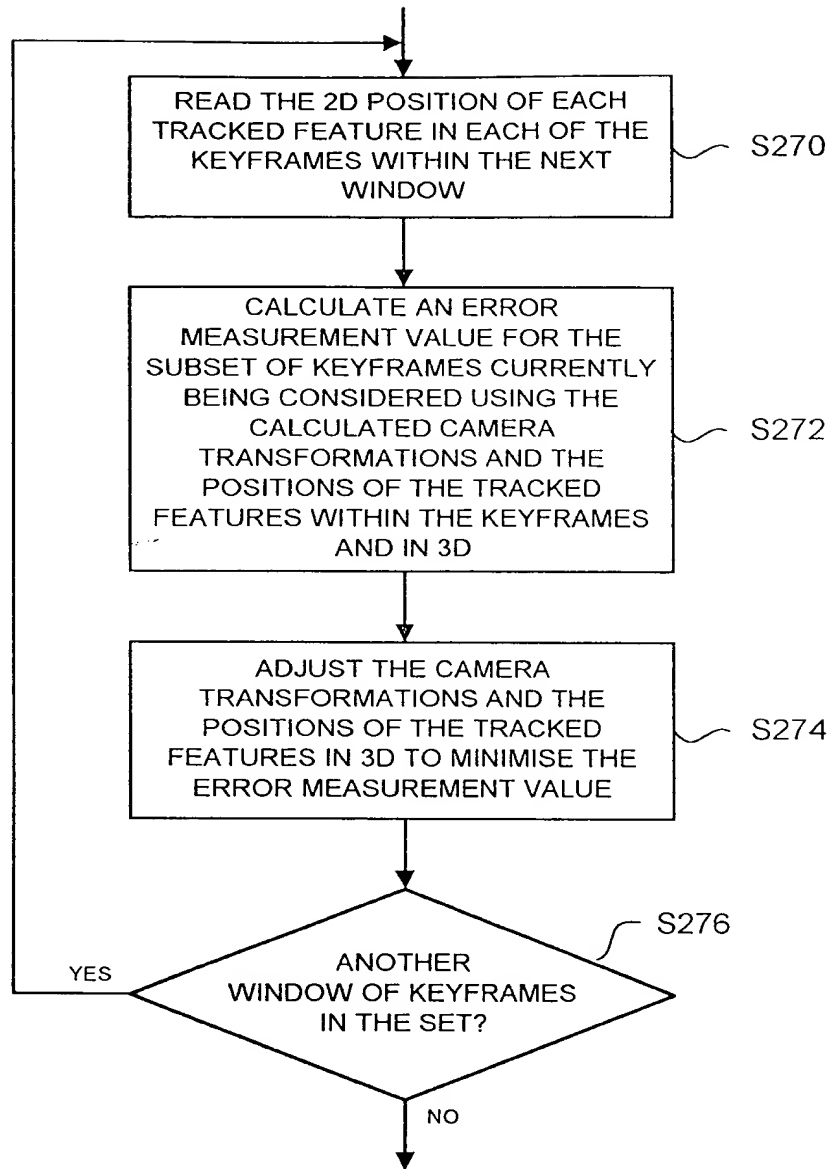 READ THE 2D POSITION OF EACH
TRACKED FEATURE IN EACH OF THE
KEYFRAMES WITHIN THE NEXT
WINDOW
S270
CALCULATE AN ERROR
MEASUREMENT VALUE FOR THE
SUBSET OF KEYFRAMES CURRENTLY
BEING CONSIDERED USING THE
CALCULATED CAMERA
TRANSFORMATIONS AND THE
POSITIONS OF THE TRACKED
FEATURES WITHIN THE KEYFRAMES
AND IN 3D
S272
ADJUST THE CAMERA
TRANSFORMATIONS AND THE
POSITIONS OF THE TRACKED
FEATURES IN 3D TO MINIMISE THE
ERROR MEASUREMENT VALUE
S274
S276
YES
ANOTHER
WINDOW OF KEYFRAMES
IN THE SET?
NO